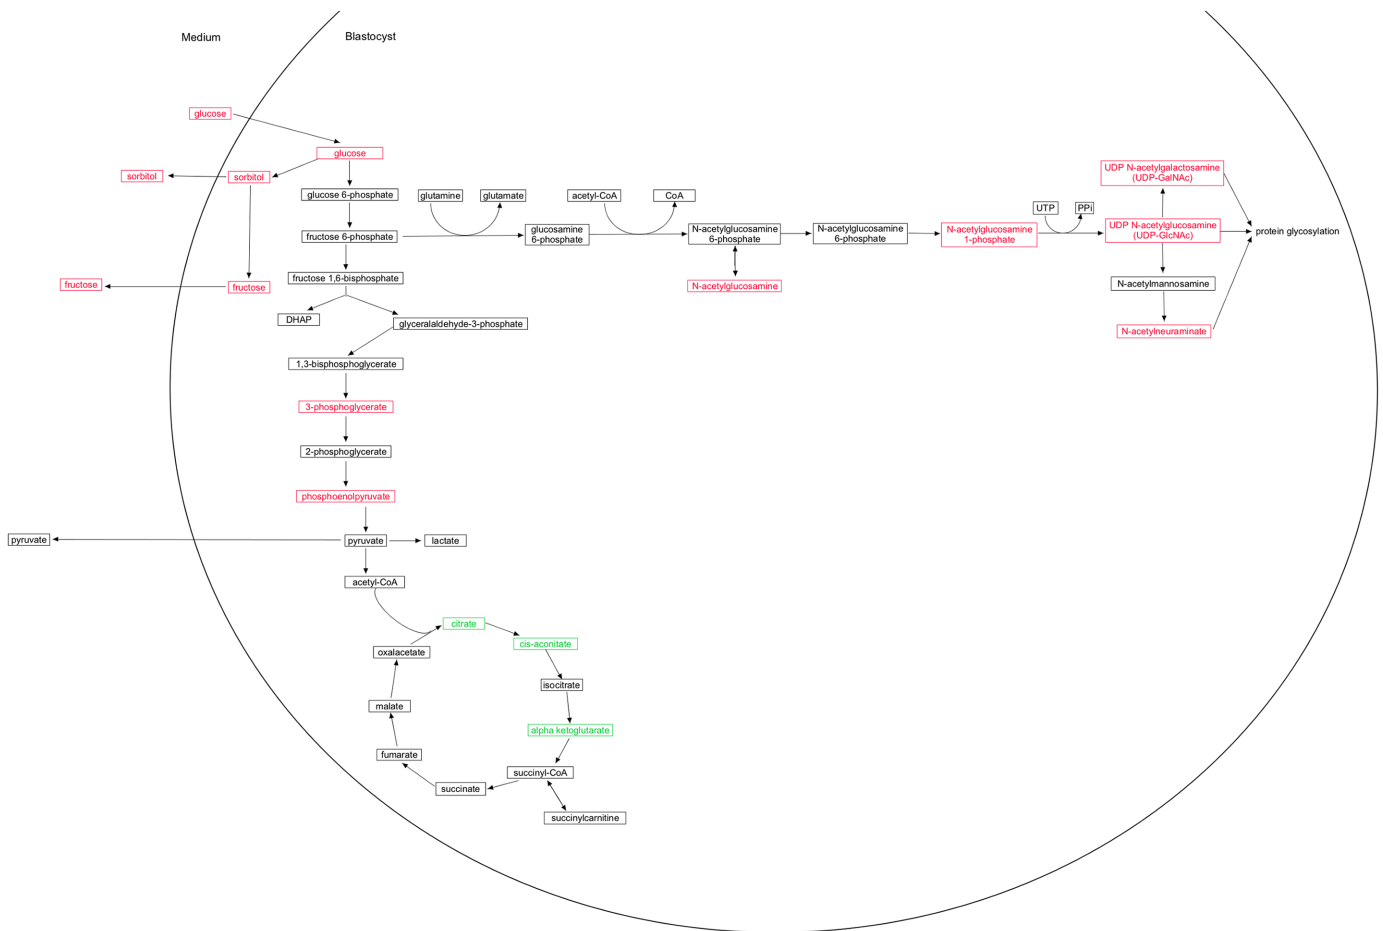 Medium
Blastocyst
glucose
glucose
sorbitol
sorbitol
glucose 6-phosphate
glutamine
glutamate
acetyl-CoA
CoA
UDP N-acetylgalactosamine
(UDP-GalNAc)
UTP
PPi
fructose 6-phosphate
glucosamine
6-phosphate
N-acetylglucosamine
6-phosphate
N-acetylglucosamine
6-phosphate
N-acetylglucosamine
1-phosphate
UDP N-acetylglucosamine
(UDP-GlcNAc)
protein glycosylation
fructose
fructose
fructose 1,6-bisphosphate
N-acetylglucosamine
N-acetylmannosamine
DHAP
glyceralaldehyde-3-phosphate
N-acetylneuraminate
1,3-bisphosphoglycerate
3-phosphoglycerate
2-phosphoglycerate
phosphoenolpyruvate
pyruvate
pyruvate
lactate
acetyl-CoA
citrate
cis-aconitate
oxalacetate
isocitrate
malate
alpha ketoglutarate
fumarate
succinyl-CoA
succinate
succinylcarnitine